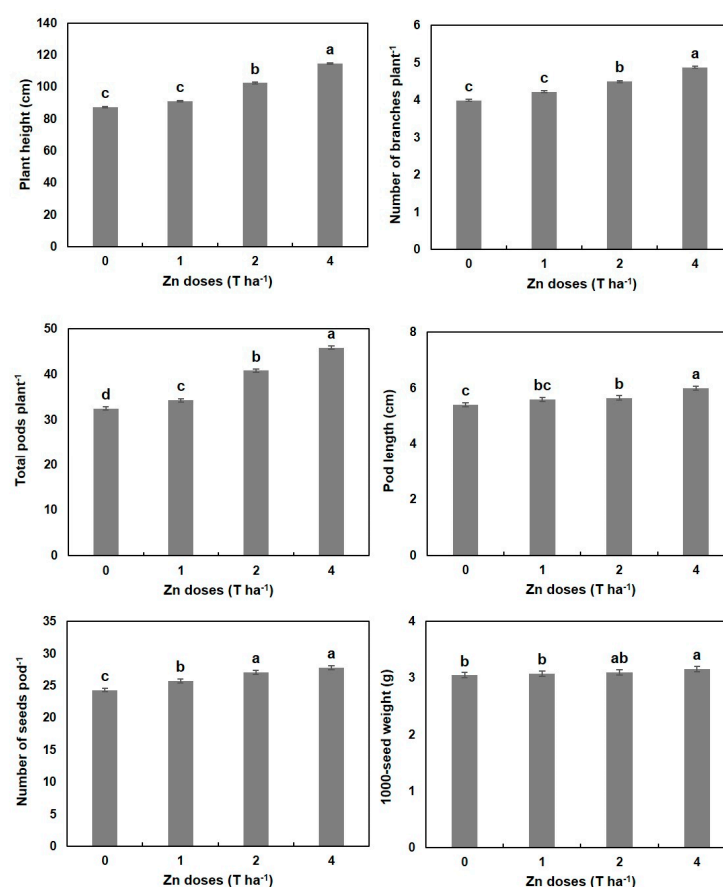 Plant height (cm)
140
120
100
80
60
40
20
0
c
c
b
a
0 1 2 4
Zn doses (T ha⁻¹)
Number of branches plant⁻¹
6
5
4
3
2
1
0
c
c
b
a
0 1 2 4
Zn doses (T ha⁻¹)
Total pods plant⁻¹
50
40
30
20
10
0
d
c
b
a
0 1 2 4
Zn doses (T ha⁻¹)
Pod length (cm)
8
6
4
2
0
c
bc
b
a
0 1 2 4
Zn doses (T ha⁻¹)
Number of seeds pod⁻¹
35
30
25
20
15
10
5
0
c
b
a
a
0 1 2 4
Zn doses (T ha⁻¹)
1000-seed weight (g)
4
3
2
1
0
b
b
ab
a
0 1 2 4
Zn doses (T ha⁻¹)